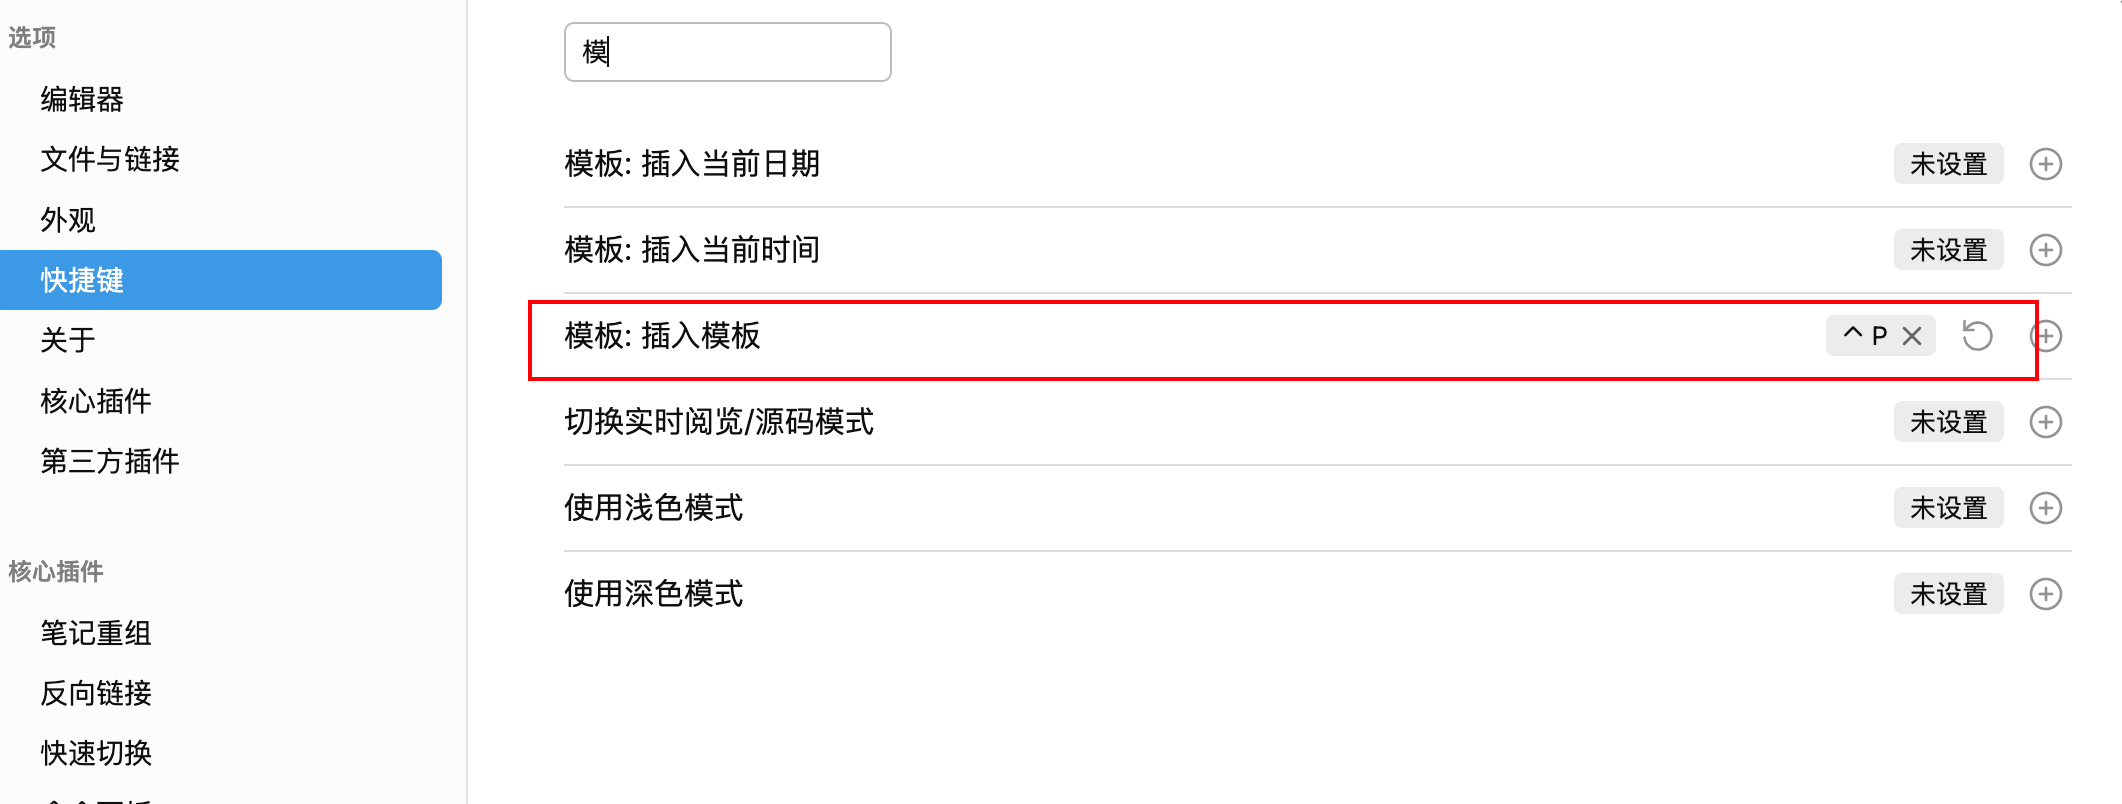 选项
编辑器
文件与链接
外观
快捷键
关于
核心插件
第三方插件
核心插件
笔记重组
反向链接
快速切换
模
模板: 插入当前日期 未设置
模板: 插入当前时间 未设置
模板: 插入模板 ^ P
切换实时阅览/源码模式 未设置
使用浅色模式 未设置
使用深色模式 未设置